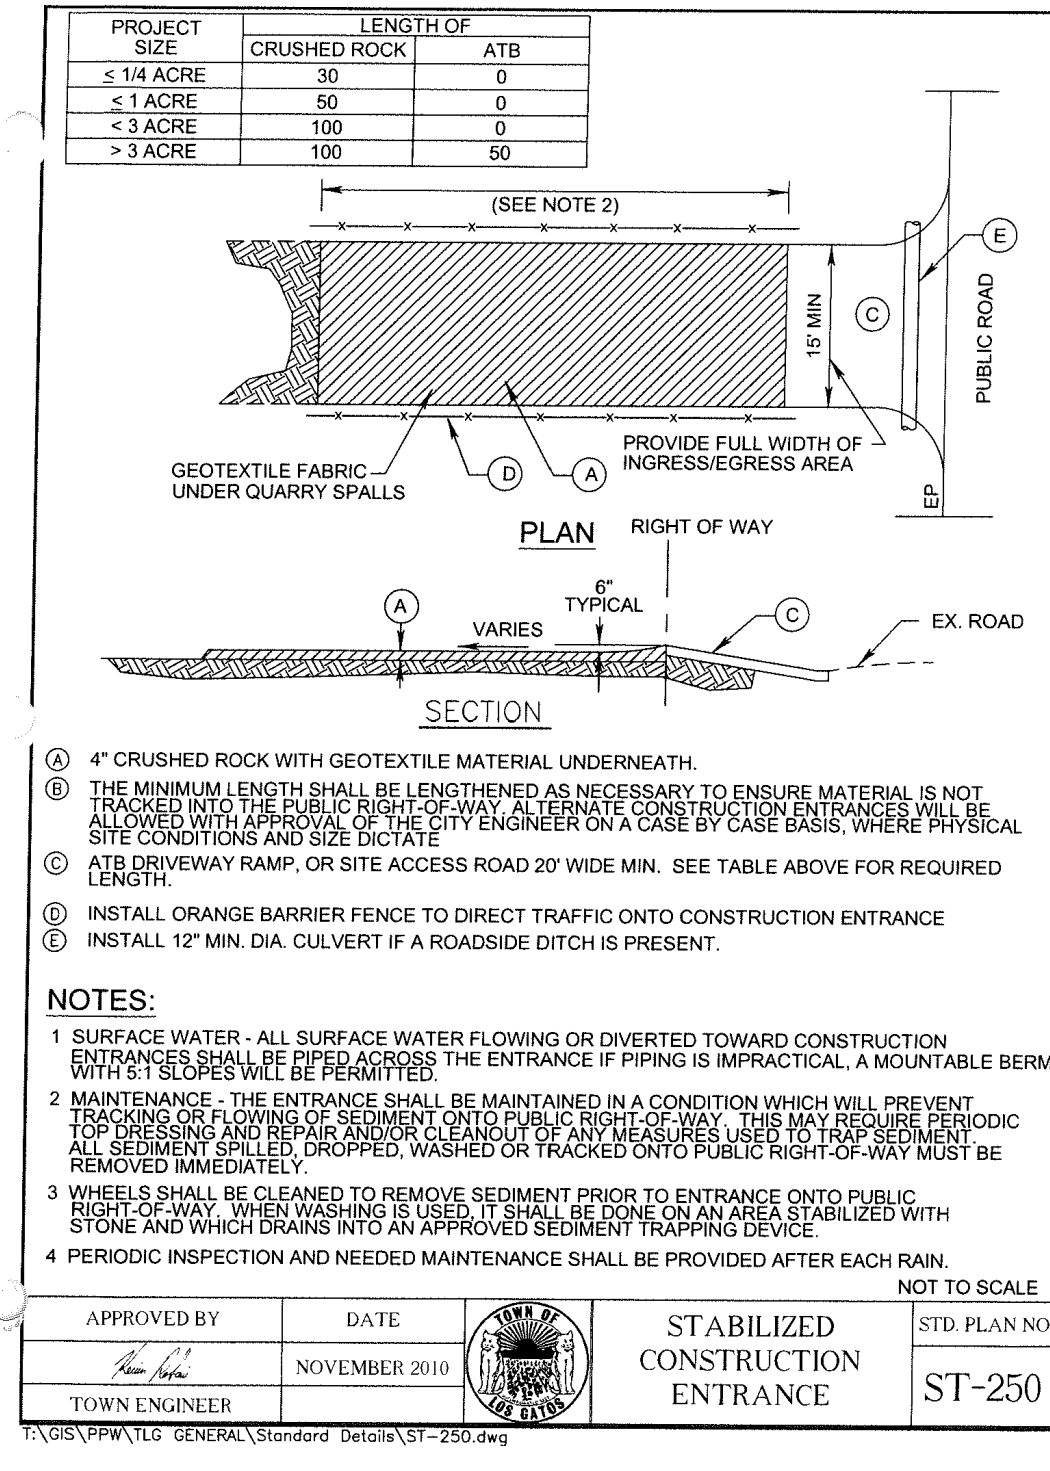 PROJECT SIZE LENGTH OF
CRUSHED ROCK ATB
≤ 1/4 ACRE 30 0
≤ 1 ACRE 50 0
< 3 ACRE 100 0
> 3 ACRE 100 50
(SEE NOTE 2)
E
C
15' MIN
PUBLIC ROAD
PROVIDE FULL WIDTH OF
INGRESS/EGRESS AREA
GEOTEXTILE FABRIC
UNDER QUARRY SPALLS
D
A
EP
PLAN
RIGHT OF WAY
6"
TYPICAL
A
VARIES
C
EX. ROAD
SECTION
A 4" CRUSHED ROCK WITH GEOTEXTILE MATERIAL UNDERNEATH.
B THE MINIMUM LENGTH SHALL BE LENGTHENED AS NECESSARY TO ENSURE MATERIAL IS NOT
TRACKED INTO THE PUBLIC RIGHT-OF-WAY. ALTERNATE CONSTRUCTION ENTRANCES WILL BE
ALLOWED WITH APPROVAL OF THE CITY ENGINEER ON A CASE BY CASE BASIS, WHERE PHYSICAL
SITE CONDITIONS AND SIZE DICTATE
C ATB DRIVEWAY RAMP, OR SITE ACCESS ROAD 20' WIDE MIN. SEE TABLE ABOVE FOR REQUIRED
LENGTH.
D INSTALL ORANGE BARRIER FENCE TO DIRECT TRAFFIC ONTO CONSTRUCTION ENTRANCE
E INSTALL 12" MIN. DIA. CULVERT IF A ROADSIDE DITCH IS PRESENT.
NOTES:
1 SURFACE WATER - ALL SURFACE WATER FLOWING OR DIVERTED TOWARD CONSTRUCTION
ENTRANCES SHALL BE PIPED ACROSS THE ENTRANCE IF PIPING IS IMPRACTICAL, A MOUNTABLE BERM
WITH 5:1 SLOPES WILL BE PERMITTED.
2 MAINTENANCE - THE ENTRANCE SHALL BE MAINTAINED IN A CONDITION WHICH WILL PREVENT
TRACKING OR FLOWING OF SEDIMENT ONTO PUBLIC RIGHT-OF-WAY. THIS MAY REQUIRE PERIODIC
TOP DRESSING AND REPAIR AND/OR CLEANOUT OF ANY MEASURES USED TO TRAP SEDIMENT.
ALL SEDIMENT SPILLED, DROPPED, WASHED OR TRACKED ONTO PUBLIC RIGHT-OF-WAY MUST BE
REMOVED IMMEDIATELY.
3 WHEELS SHALL BE CLEANED TO REMOVE SEDIMENT PRIOR TO ENTRANCE ONTO PUBLIC
RIGHT-OF-WAY. WHEN WASHING IS USED, IT SHALL BE DONE ON AN AREA STABILIZED WITH
STONE AND WHICH DRAINS INTO AN APPROVED SEDIMENT TRAPPING DEVICE.
4 PERIODIC INSPECTION AND NEEDED MAINTENANCE SHALL BE PROVIDED AFTER EACH RAIN.
NOT TO SCALE
APPROVED BY
DATE
NOVEMBER 2010
TOWN ENGINEER
TOWN OF
LOS GATOS
STABILIZED
CONSTRUCTION
ENTRANCE
STD. PLAN NO
ST-250
T:\GIS\PPW\TLG GENERAL\Standard Details\ST-250.dwg